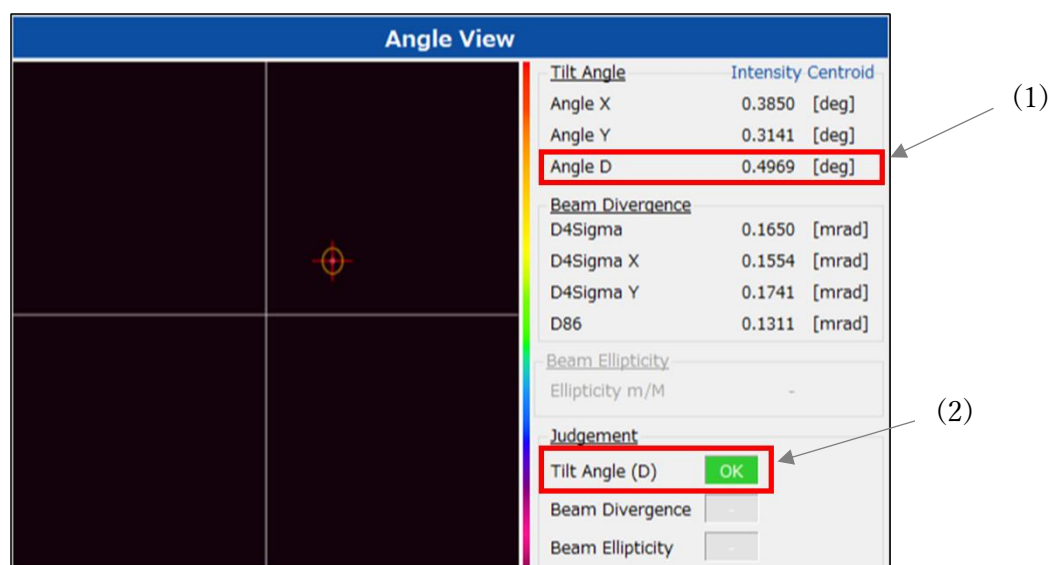 Angle View
Tilt Angle Intensity Centroid
Angle X 0.3850 [deg]
Angle Y 0.3141 [deg]
Angle D 0.4969 [deg]
(1)
Beam Divergence
D4Sigma 0.1650 [mrad]
D4Sigma X 0.1554 [mrad]
D4Sigma Y 0.1741 [mrad]
D86 0.1311 [mrad]
Beam Ellipticity
Ellipticity m/M -
(2)
Judgement
Tilt Angle (D) OK
Beam Divergence -
Beam Ellipticity -